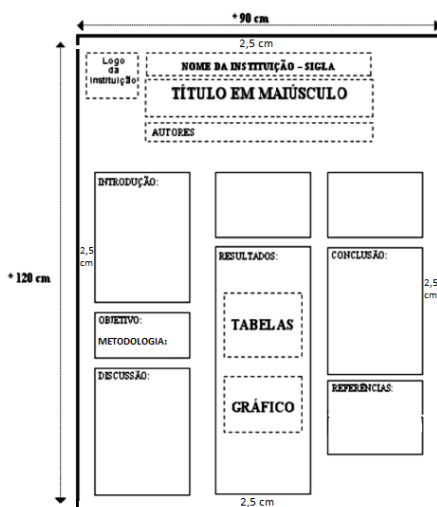 * 90 cm
2,5 cm
Logo
da
Instituição
NOME DA INSTITUIÇÃO – SIGLA
TÍTULO EM MAIÚSCULO
AUTORES
* 120 cm
2,5
cm
INTRODUÇÃO:
OBJETIVO:
METODOLOGIA:
DISCUSSÃO:
RESULTADOS:
TABELAS
GRÁFICO
CONCLUSÃO:
2,5
cm
REFERÊNCIAS:
2,5 cm